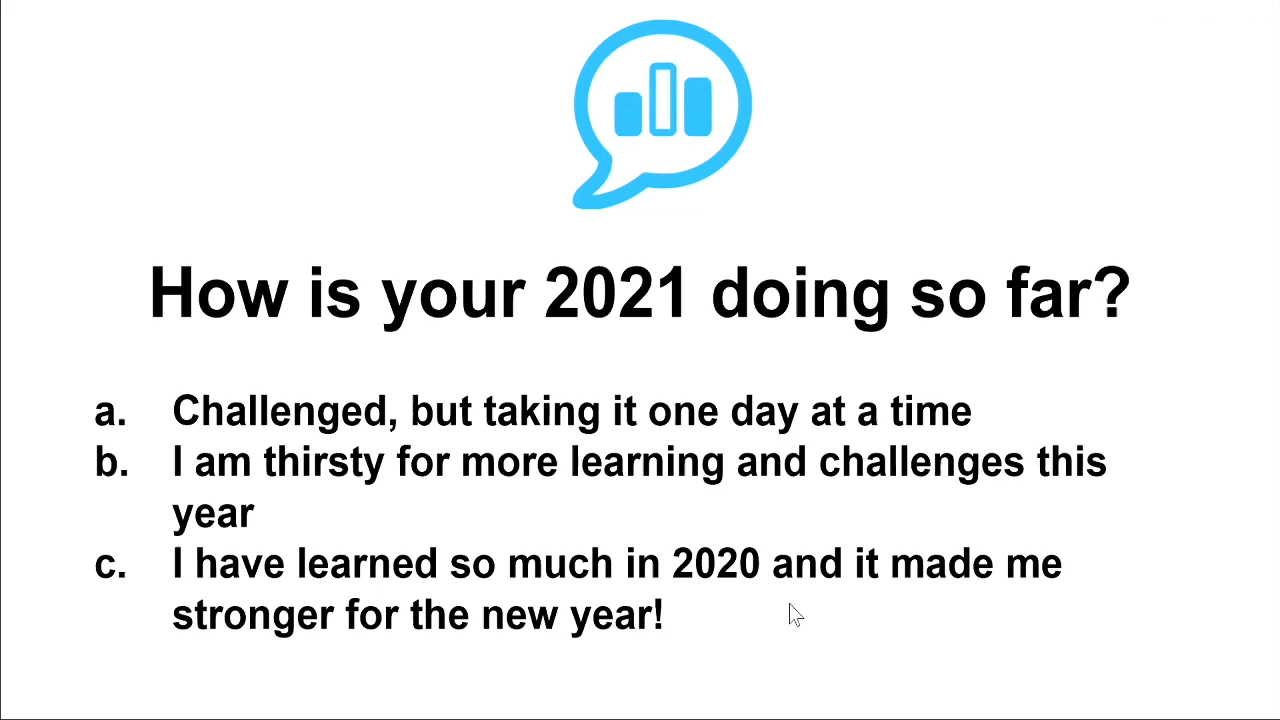 How is your 2021 doing so far?
a. Challenged, but taking it one day at a time
b. I am thirsty for more learning and challenges this
year
c. I have learned so much in 2020 and it made me
stronger for the new year!